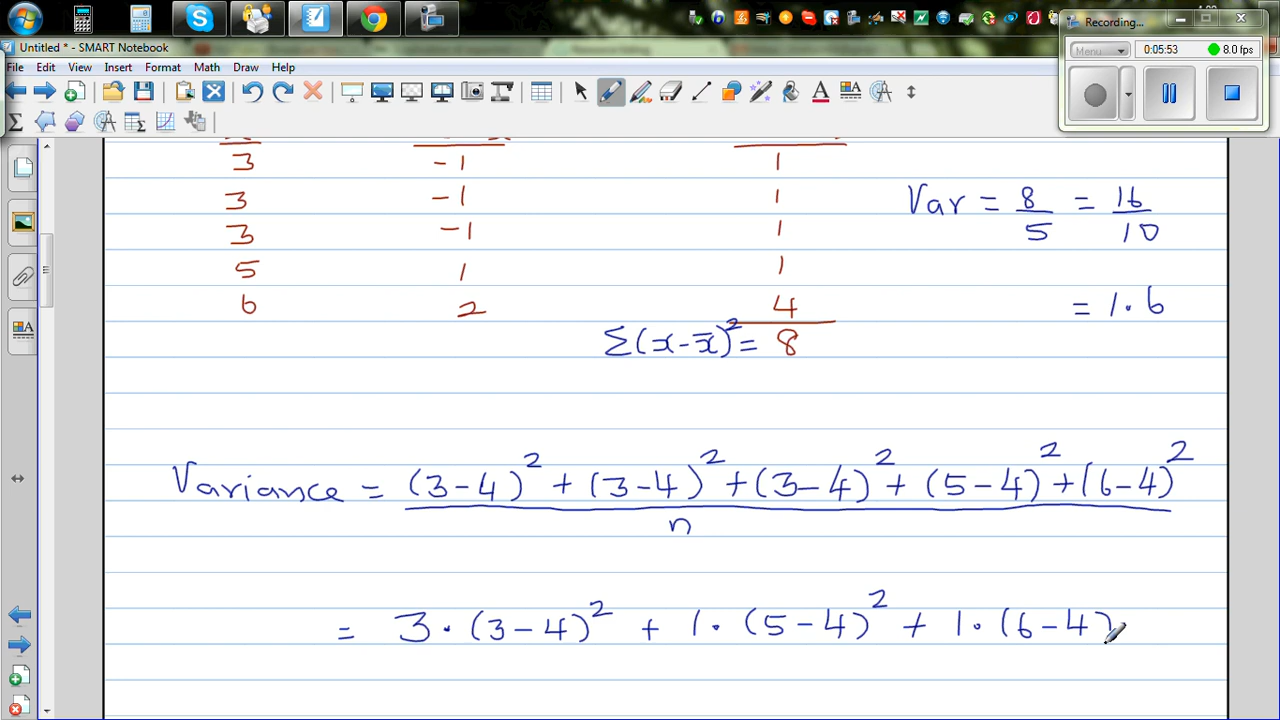 Recording...
Untitled * - SMART Notebook
Menu
0:05:53
8.0 fps
File Edit View Insert Format Math Draw Help
3 -1 1
3 -1 1
3 -1 1
5 1 1
6 2 4
Σ(x-x̄)² = 8
Var = 8/5 = 16/10
= 1.6
Variance = ((3-4)² + (3-4)² + (3-4)² + (5-4)² + (6-4)²)/n
= 3·(3-4)² + 1·(5-4)² + 1·(6-4)